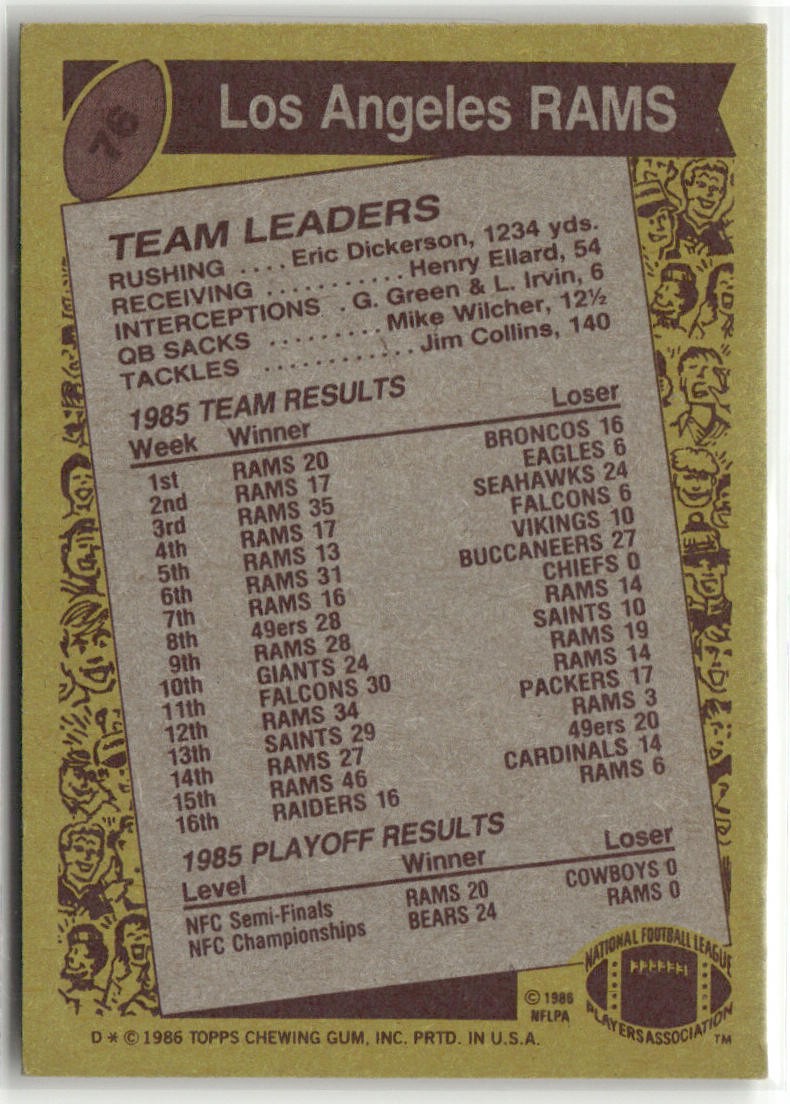 76
Los Angeles RAMS
TEAM LEADERS
RUSHING .... Eric Dickerson, 1234 yds.
RECEIVING ........... Henry Ellard, 54
INTERCEPTIONS . G. Green & L. Irvin, 6
QB SACKS ......... Mike Wilcher, 12½
TACKLES ............. Jim Collins, 140
1985 TEAM RESULTS
Week Winner Loser
1st RAMS 20 BRONCOS 16
2nd RAMS 17 EAGLES 6
3rd RAMS 35 SEAHAWKS 24
4th RAMS 17 FALCONS 6
5th RAMS 13 VIKINGS 10
6th RAMS 31 BUCCANEERS 27
7th RAMS 16 CHIEFS 0
8th 49ers 28 RAMS 14
9th RAMS 28 SAINTS 10
10th GIANTS 24 RAMS 19
11th FALCONS 30 RAMS 14
12th RAMS 34 PACKERS 17
13th SAINTS 29 RAMS 3
14th RAMS 27 49ers 20
15th RAMS 46 CARDINALS 14
16th RAIDERS 16 RAMS 6
1985 PLAYOFF RESULTS
Level Winner Loser
NFC Semi-Finals RAMS 20 COWBOYS 0
NFC Championships BEARS 24 RAMS 0
NATIONAL FOOTBALL LEAGUE
PLAYERS ASSOCIATION
TM
© 1986
NFLPA
D * © 1986 TOPPS CHEWING GUM, INC. PRTD. IN U.S.A.